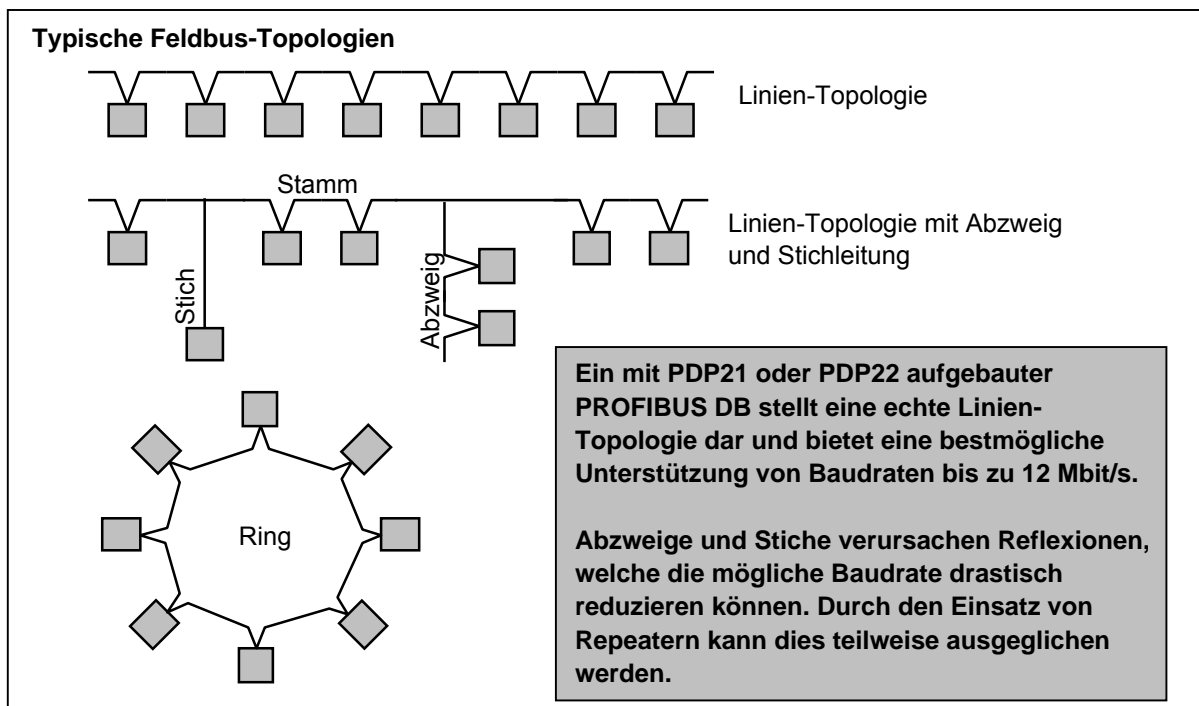 Typische Feldbus-Topologien
Linien-Topologie
Stamm
Linien-Topologie mit Abzweig
und Stichleitung
Stich
Abzweig
Ring
Ein mit PDP21 oder PDP22 aufgebauter
PROFIBUS DB stellt eine echte Linien-
Topologie dar und bietet eine bestmögliche
Unterstützung von Baudraten bis zu 12 Mbit/s.
Abzweige und Stiche verursachen Reflexionen,
welche die mögliche Baudrate drastisch
reduzieren können. Durch den Einsatz von
Repeatern kann dies teilweise ausgeglichen
werden.